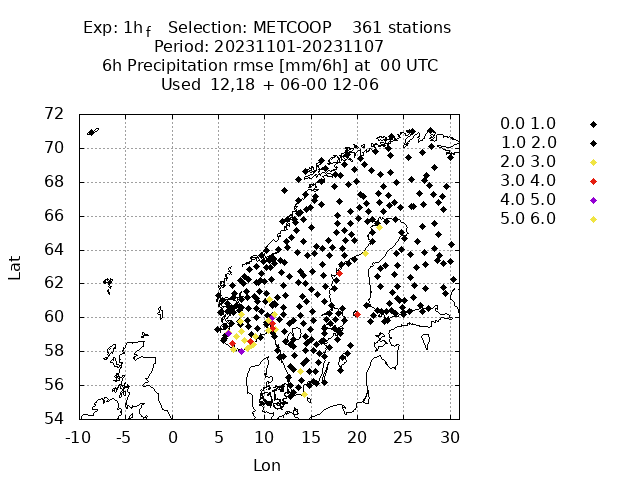 Exp: 1h_f   Selection: METCOOP    361 stations
Period: 20231101-20231107
6h Precipitation rmse [mm/6h] at  00 UTC
Used  12,18 + 06-00 12-06
0.0 1.0
1.0 2.0
2.0 3.0
3.0 4.0
4.0 5.0
5.0 6.0
72
70
68
66
64
62
60
58
56
54
Lat
-10 -5 0 5 10 15 20 25 30
Lon